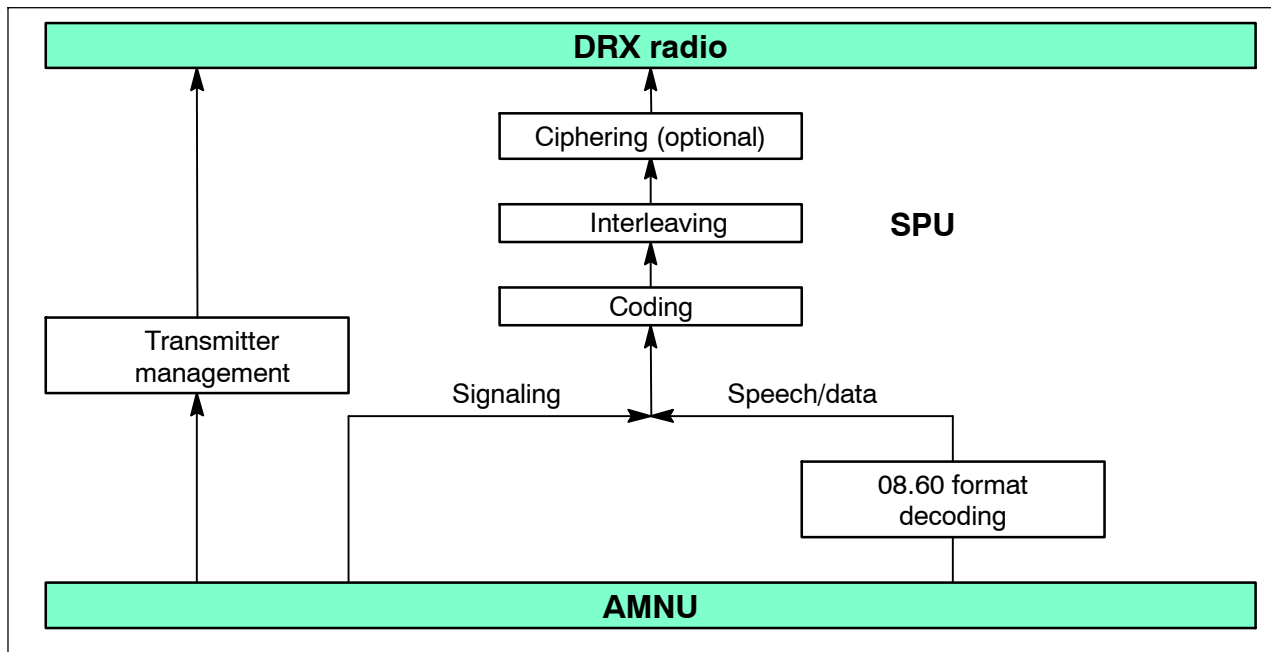 DRX radio
Ciphering (optional)
Interleaving
SPU
Coding
Transmitter
management
Signaling
Speech/data
08.60 format
decoding
AMNU